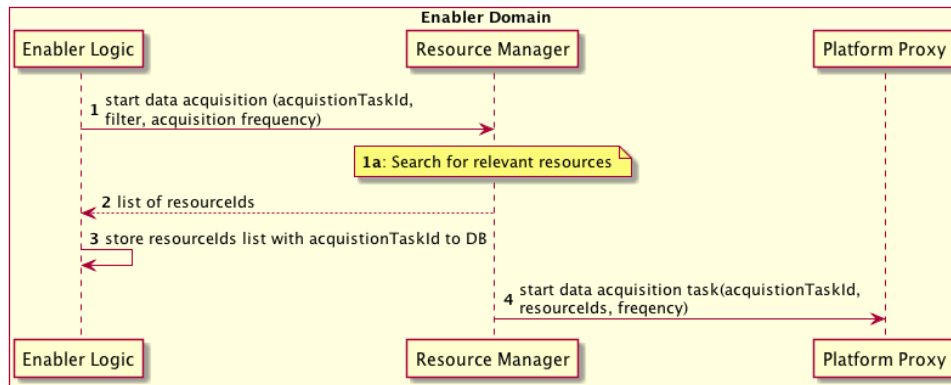 Enabler Domain
Enabler Logic
Resource Manager
Platform Proxy
1 start data acquisition (acquistionTaskId,
filter, acquisition frequency)
1a: Search for relevant resources
2 list of resourceIds
3 store resourceIds list with acquistionTaskId to DB
4 start data acquisition task(acquistionTaskId,
resourceIds, freqency)
Enabler Logic
Resource Manager
Platform Proxy